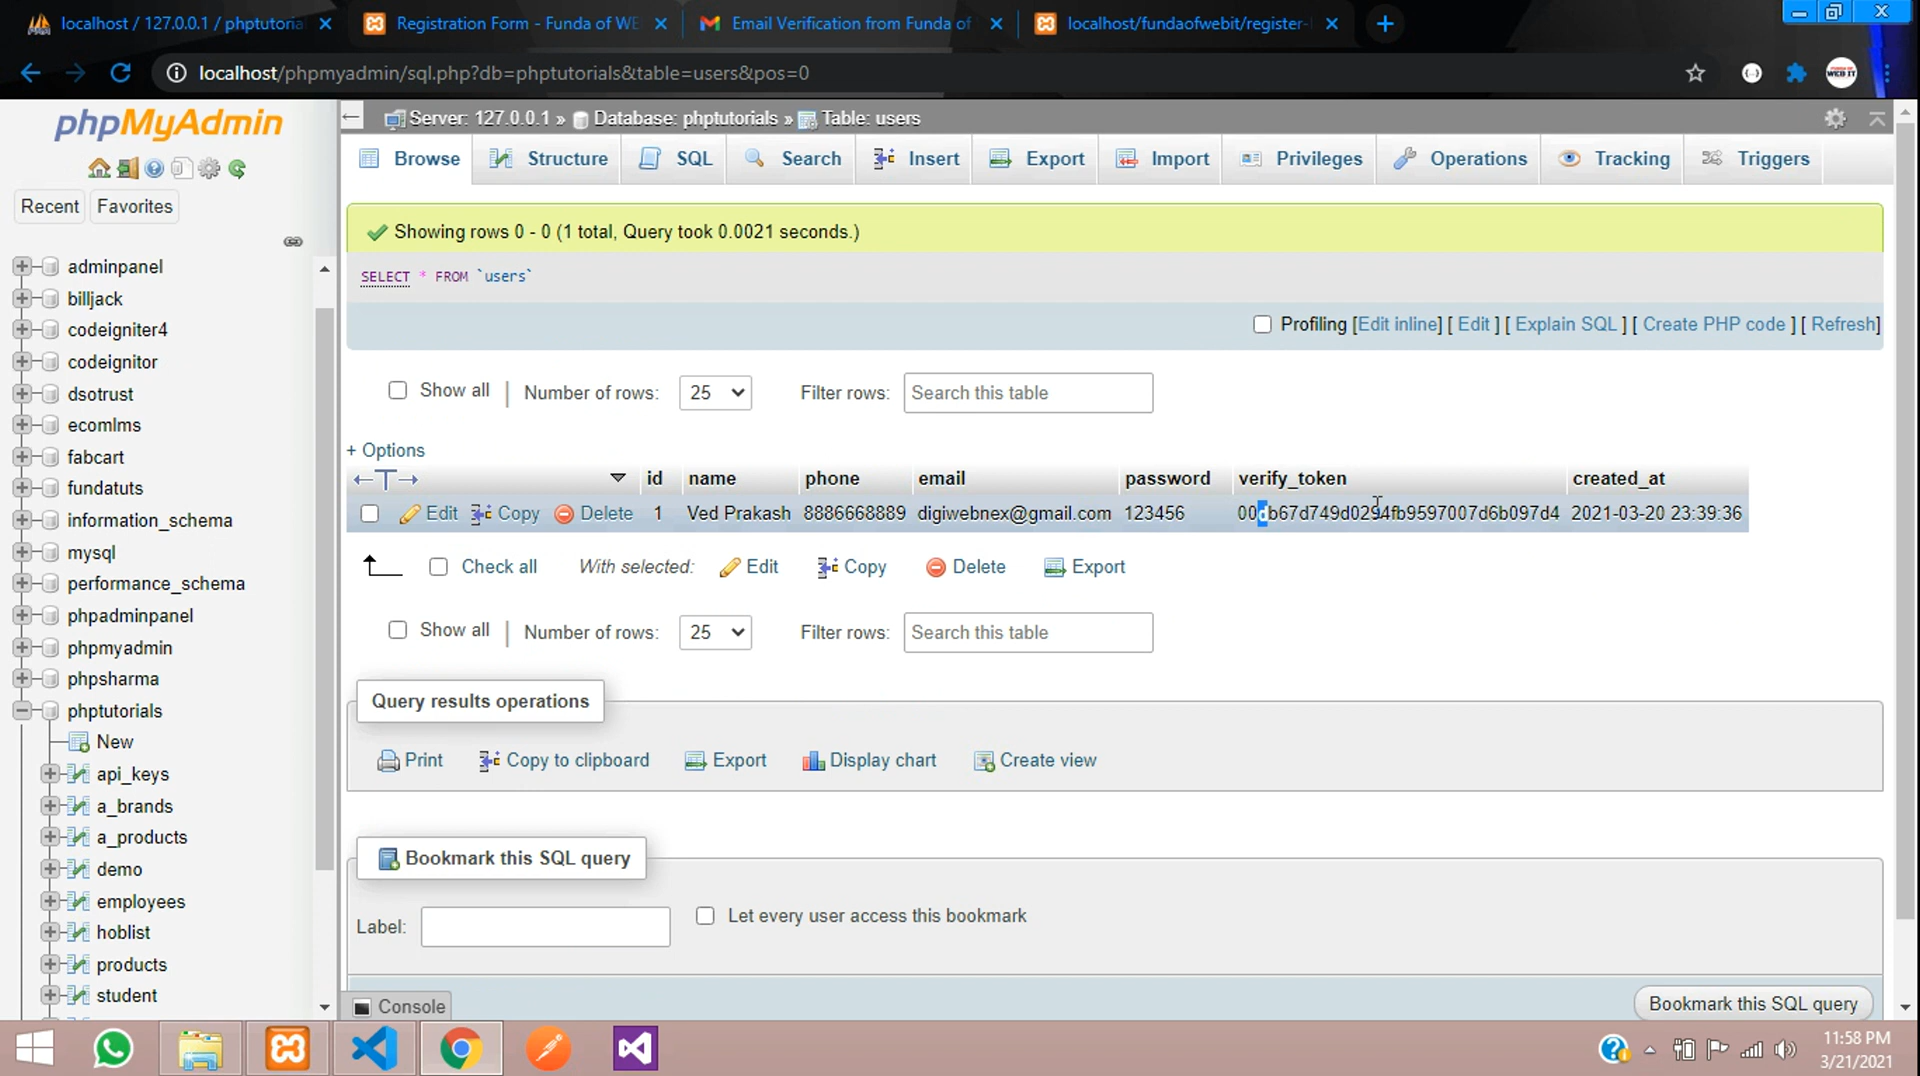 localhost / 127.0.0.1 / phptutoria
Registration Form - Funda of WE
Email Verification from Funda of
localhost/fundaofwebit/register-
localhost/phpmyadmin/sql.php?db=phptutorials&table=users&pos=0
phpMyAdmin
Recent
Favorites
adminpanel
billjack
codeigniter4
codeignitor
dsotrust
ecomlms
fabcart
fundatuts
information_schema
mysql
performance_schema
phpadminpanel
phpmyadmin
phpsharma
phptutorials
New
api_keys
a_brands
a_products
demo
employees
hoblist
products
student
Server: 127.0.0.1 » Database: phptutorials » Table: users
Browse Structure SQL Search Insert Export Import Privileges Operations Tracking Triggers
Showing rows 0 - 0 (1 total, Query took 0.0021 seconds.)
SELECT * FROM `users`
Profiling [Edit inline] [ Edit ] [ Explain SQL ] [ Create PHP code ] [ Refresh]
Show all | Number of rows: 25 Filter rows: Search this table
+ Options
id name phone email password verify_token created_at
Edit Copy Delete 1 Ved Prakash 8886668889 digiwebnex@gmail.com 123456 00db67d749d0294fb9597007d6b097d4 2021-03-20 23:39:36
Check all With selected: Edit Copy Delete Export
Show all | Number of rows: 25 Filter rows: Search this table
Query results operations
Print Copy to clipboard Export Display chart Create view
Bookmark this SQL query
Label: Let every user access this bookmark
Console
Bookmark this SQL query
11:58 PM
3/21/2021